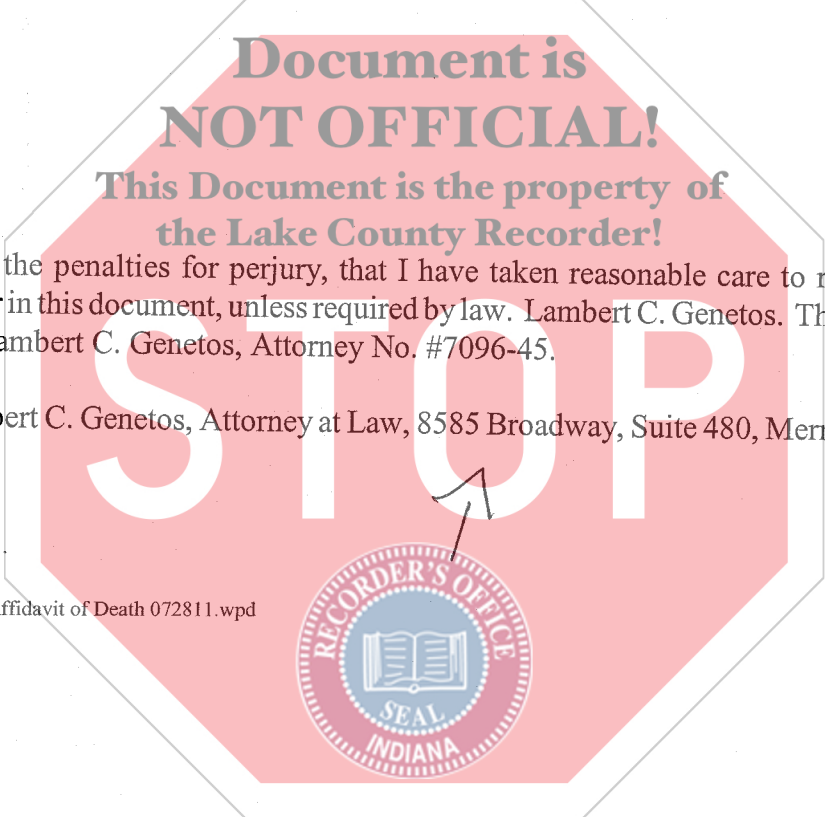 Document is
NOT OFFICIAL!
This Document is the property of
the Lake County Recorder!
the penalties for perjury, that I have taken reasonable care to r
in this document, unless required by law. Lambert C. Genetos. Th
ambert C. Genetos, Attorney No. #7096-45.
STOP
ert C. Genetos, Attorney at Law, 8585 Broadway, Suite 480, Merr
ffidavit of Death 072811.wpd
RECORDER'S OFFICE
SEAL
INDIANA